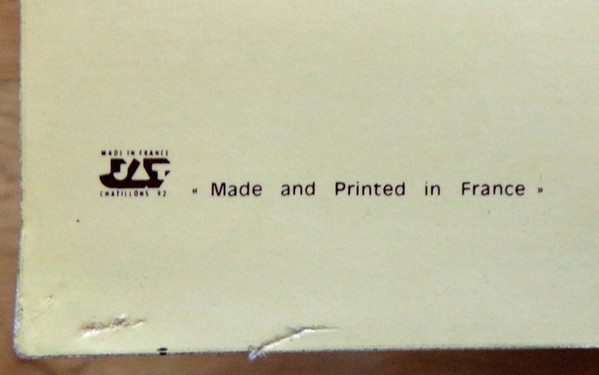 MADE IN FRANCE
CHATILLONS 92
« Made and Printed in France »